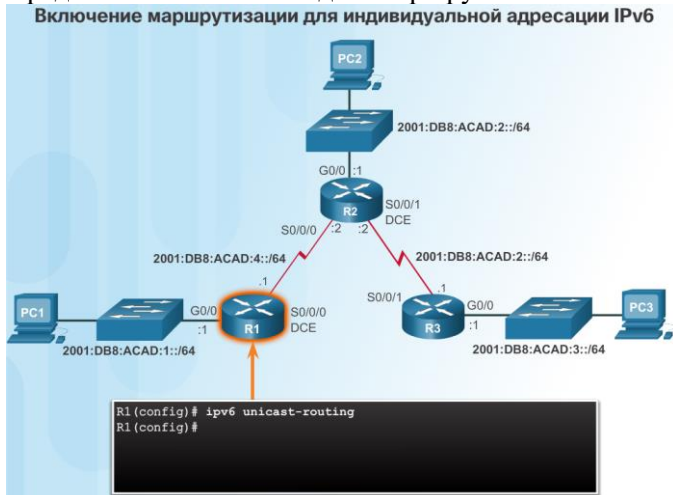 Включение маршрутизации для индивидуальной адресации IPv6
PC2
2001:DB8:ACAD:2::/64
G0/0 :1
R2
S0/0/1
DCE
S0/0/0 :2 :2
2001:DB8:ACAD:4::/64
2001:DB8:ACAD:2::/64
.1
.1
PC1
G0/0
:1
R1
S0/0/0
DCE
S0/0/1
R3
G0/0
:1
PC3
2001:DB8:ACAD:1::/64
2001:DB8:ACAD:3::/64
R1(config)# ipv6 unicast-routing
R1(config)#